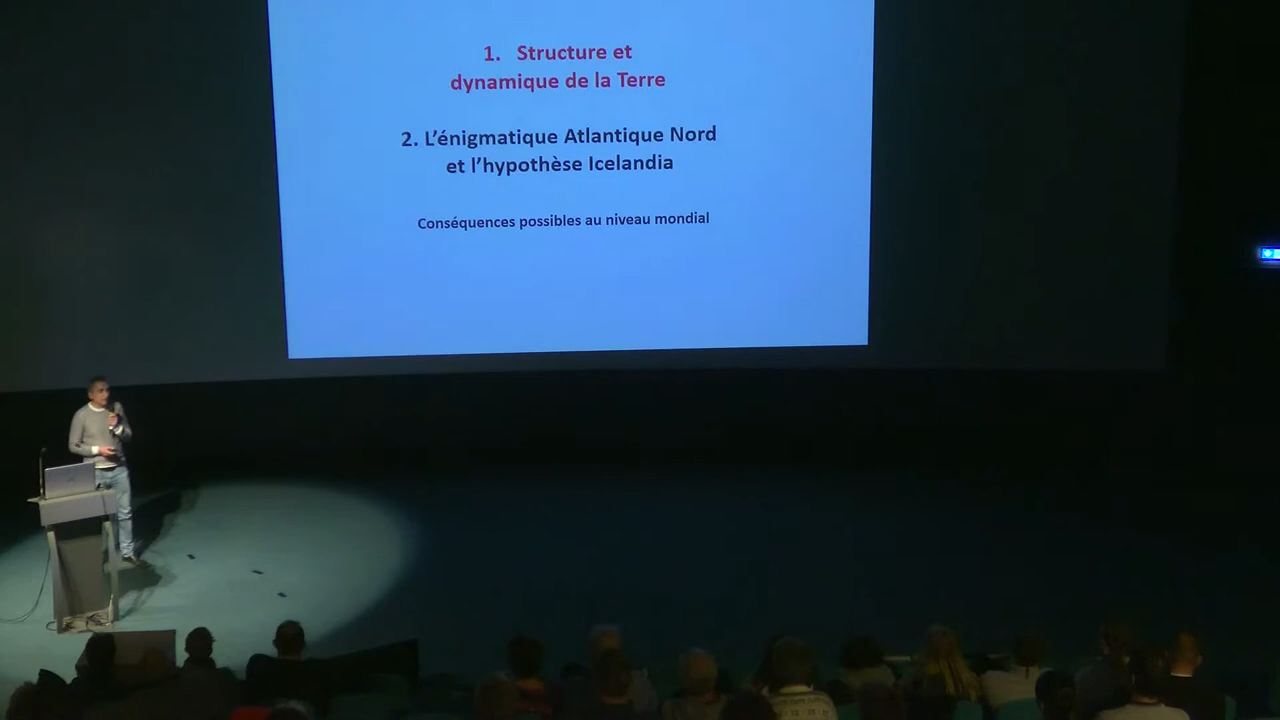 1. Structure et
dynamique de la Terre
2. L'énigmatique Atlantique Nord
et l'hypothèse Icelandia
Conséquences possibles au niveau mondial